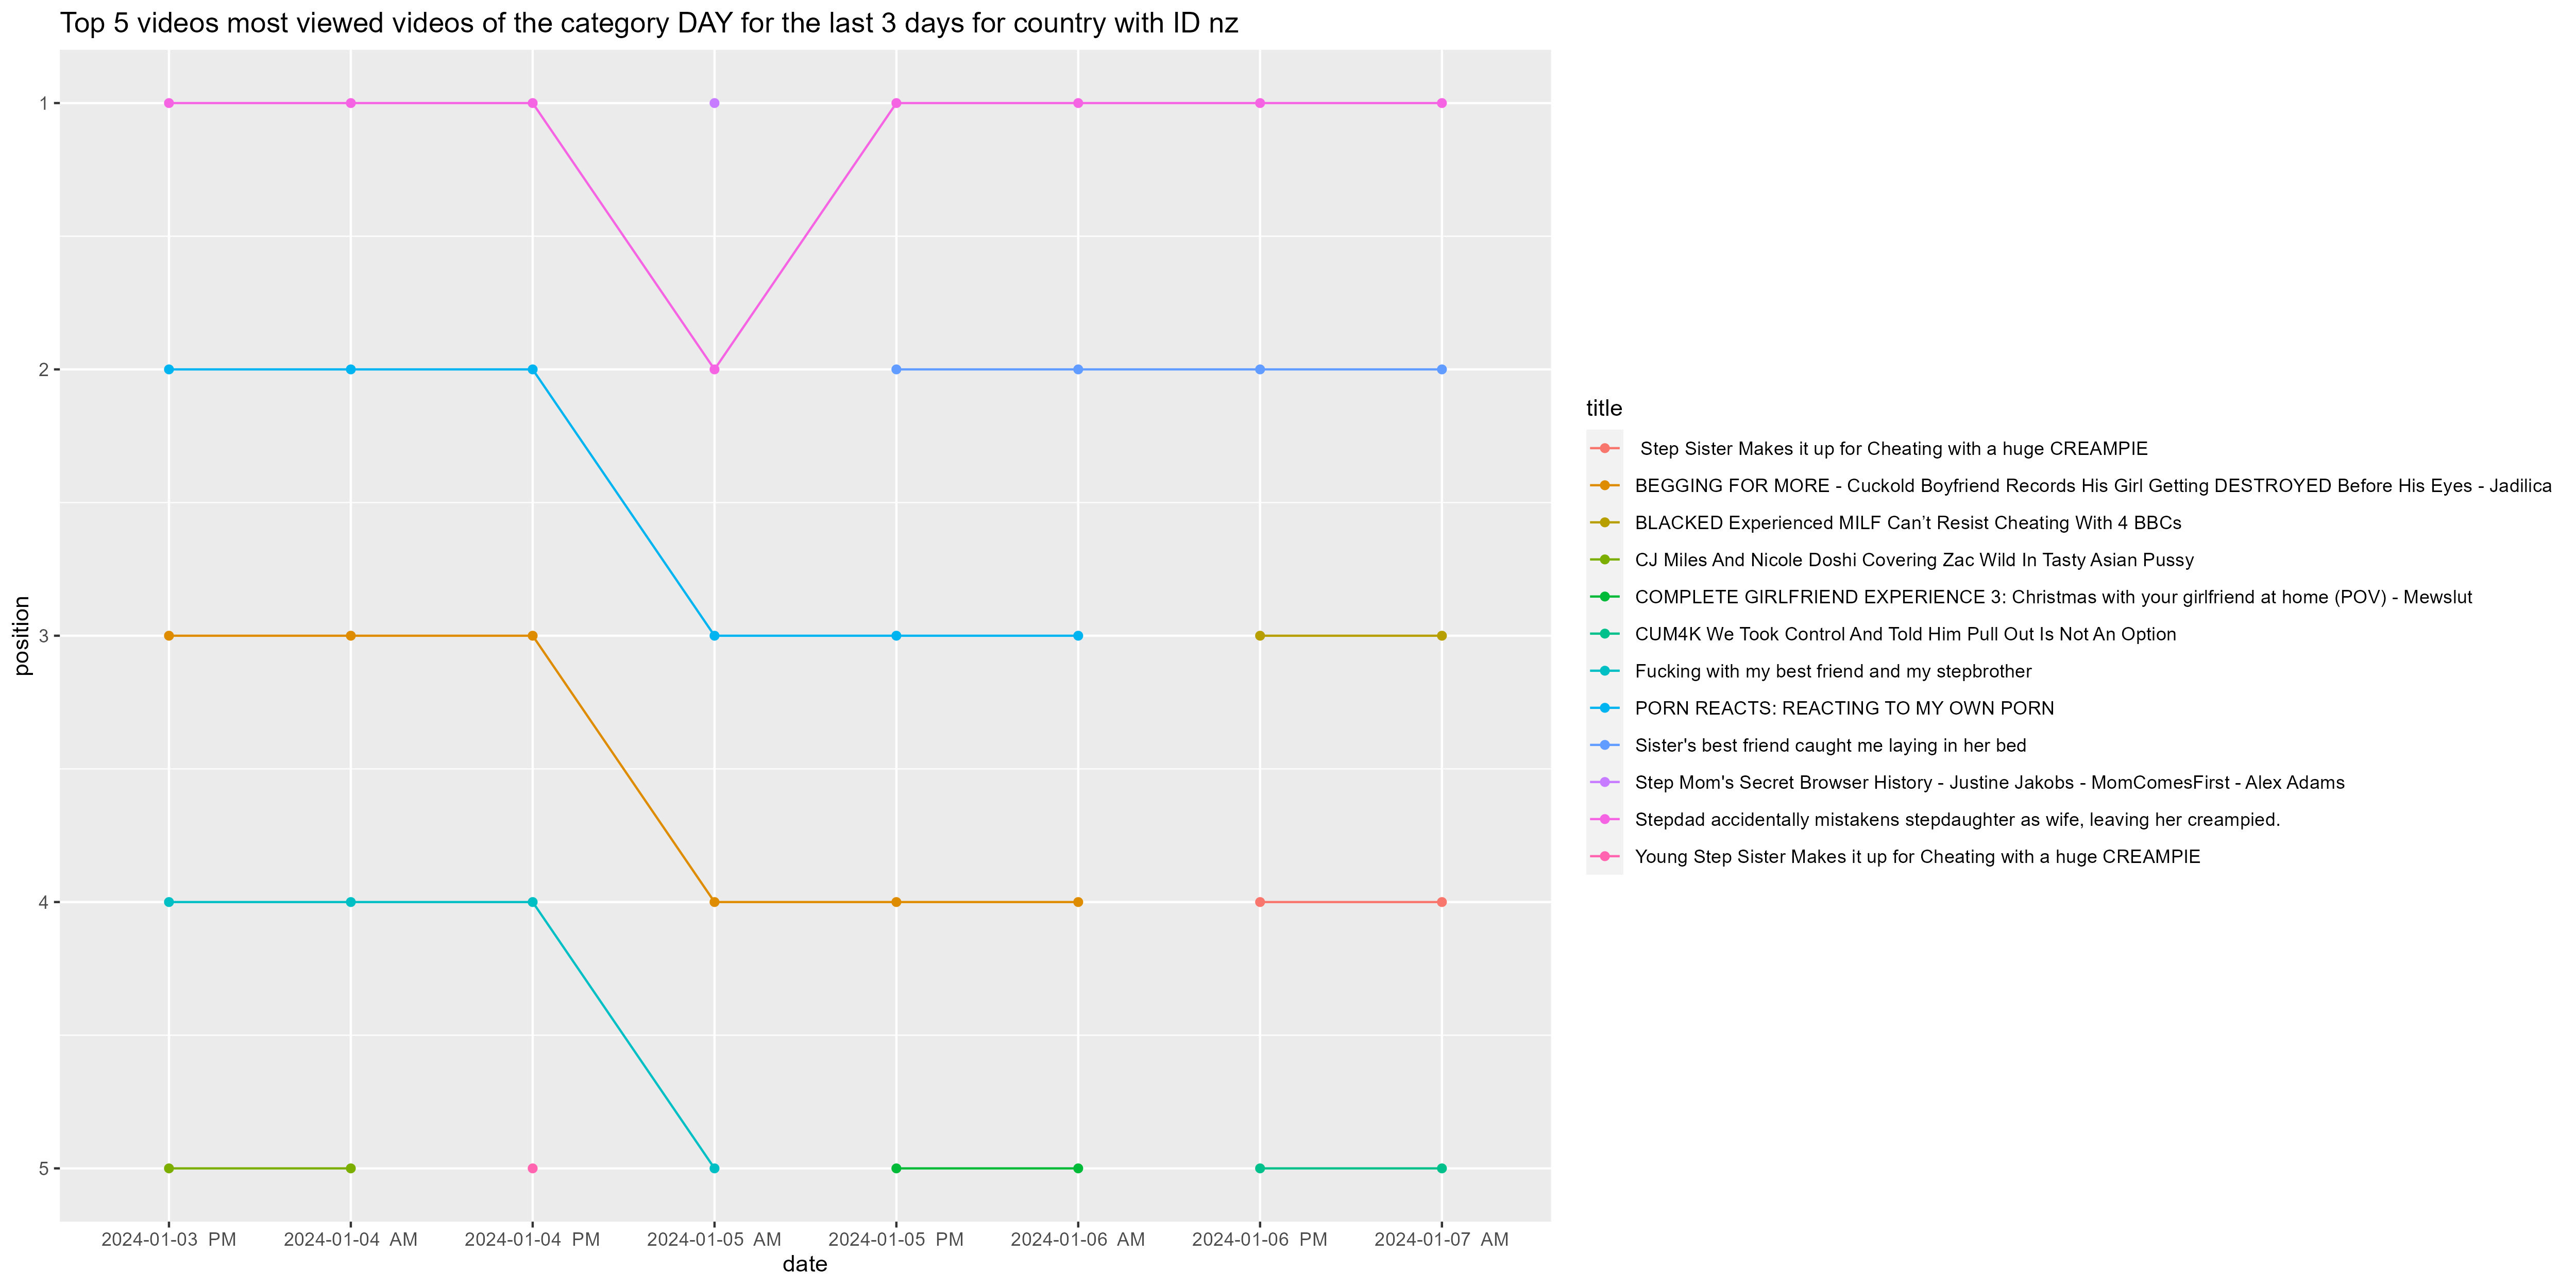 Top 5 videos most viewed videos of the category DAY for the last 3 days for country with ID nz
position
1
2
3
4
5
2024-01-03 PM
2024-01-04 AM
2024-01-04 PM
2024-01-05 AM
2024-01-05 PM
2024-01-06 AM
2024-01-06 PM
2024-01-07 AM
date
title
Step Sister Makes it up for Cheating with a huge CREAMPIE
BEGGING FOR MORE - Cuckold Boyfriend Records His Girl Getting DESTROYED Before His Eyes - Jadilica
BLACKED Experienced MILF Can’t Resist Cheating With 4 BBCs
CJ Miles And Nicole Doshi Covering Zac Wild In Tasty Asian Pussy
COMPLETE GIRLFRIEND EXPERIENCE 3: Christmas with your girlfriend at home (POV) - Mewslut
CUM4K We Took Control And Told Him Pull Out Is Not An Option
Fucking with my best friend and my stepbrother
PORN REACTS: REACTING TO MY OWN PORN
Sister's best friend caught me laying in her bed
Step Mom's Secret Browser History - Justine Jakobs - MomComesFirst - Alex Adams
Stepdad accidentally mistakens stepdaughter as wife, leaving her creampied.
Young Step Sister Makes it up for Cheating with a huge CREAMPIE